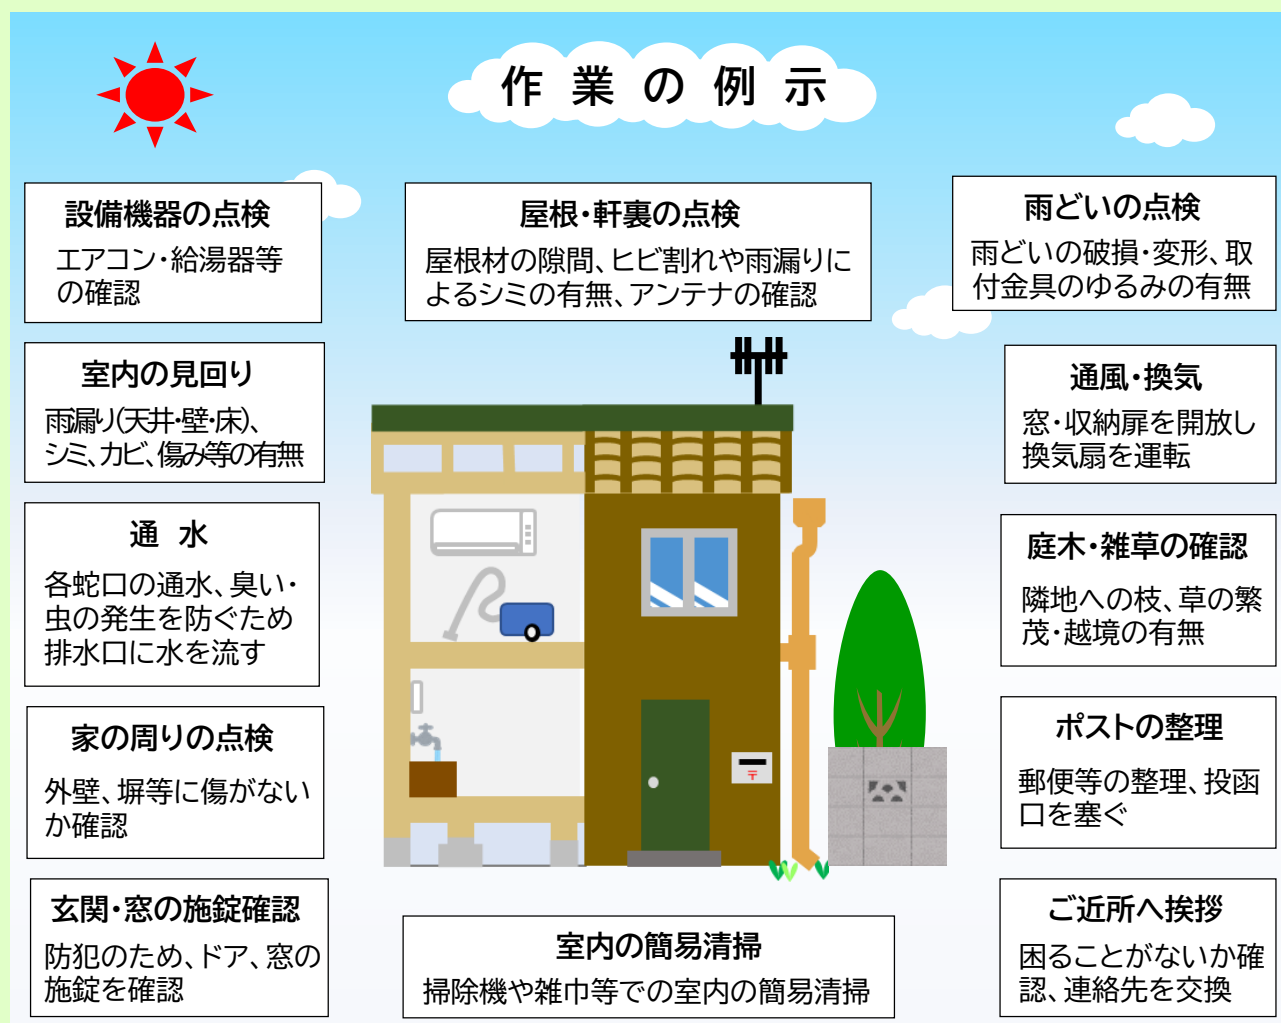 作業の例示
設備機器の点検
エアコン・給湯器等
の確認
屋根・軒裏の点検
屋根材の隙間、ヒビ割れや雨漏りに
よるシミの有無、アンテナの確認
雨どいの点検
雨どいの破損・変形、取
付金具のゆるみの有無
室内の見回り
雨漏り(天井・壁・床)、
シミ、カビ、傷み等の有無
通風・換気
窓・収納扉を開放し
換気扇を運転
通 水
各蛇口の通水、臭い・
虫の発生を防ぐため
排水口に水を流す
庭木・雑草の確認
隣地への枝、草の繁
茂・越境の有無
家の周りの点検
外壁、塀等に傷がない
か確認
ポストの整理
郵便等の整理、投函
口を塞ぐ
〒
玄関・窓の施錠確認
防犯のため、ドア、窓の
施錠を確認
室内の簡易清掃
掃除機や雑巾等での室内の簡易清掃
ご近所へ挨拶
困ることがないか確
認、連絡先を交換